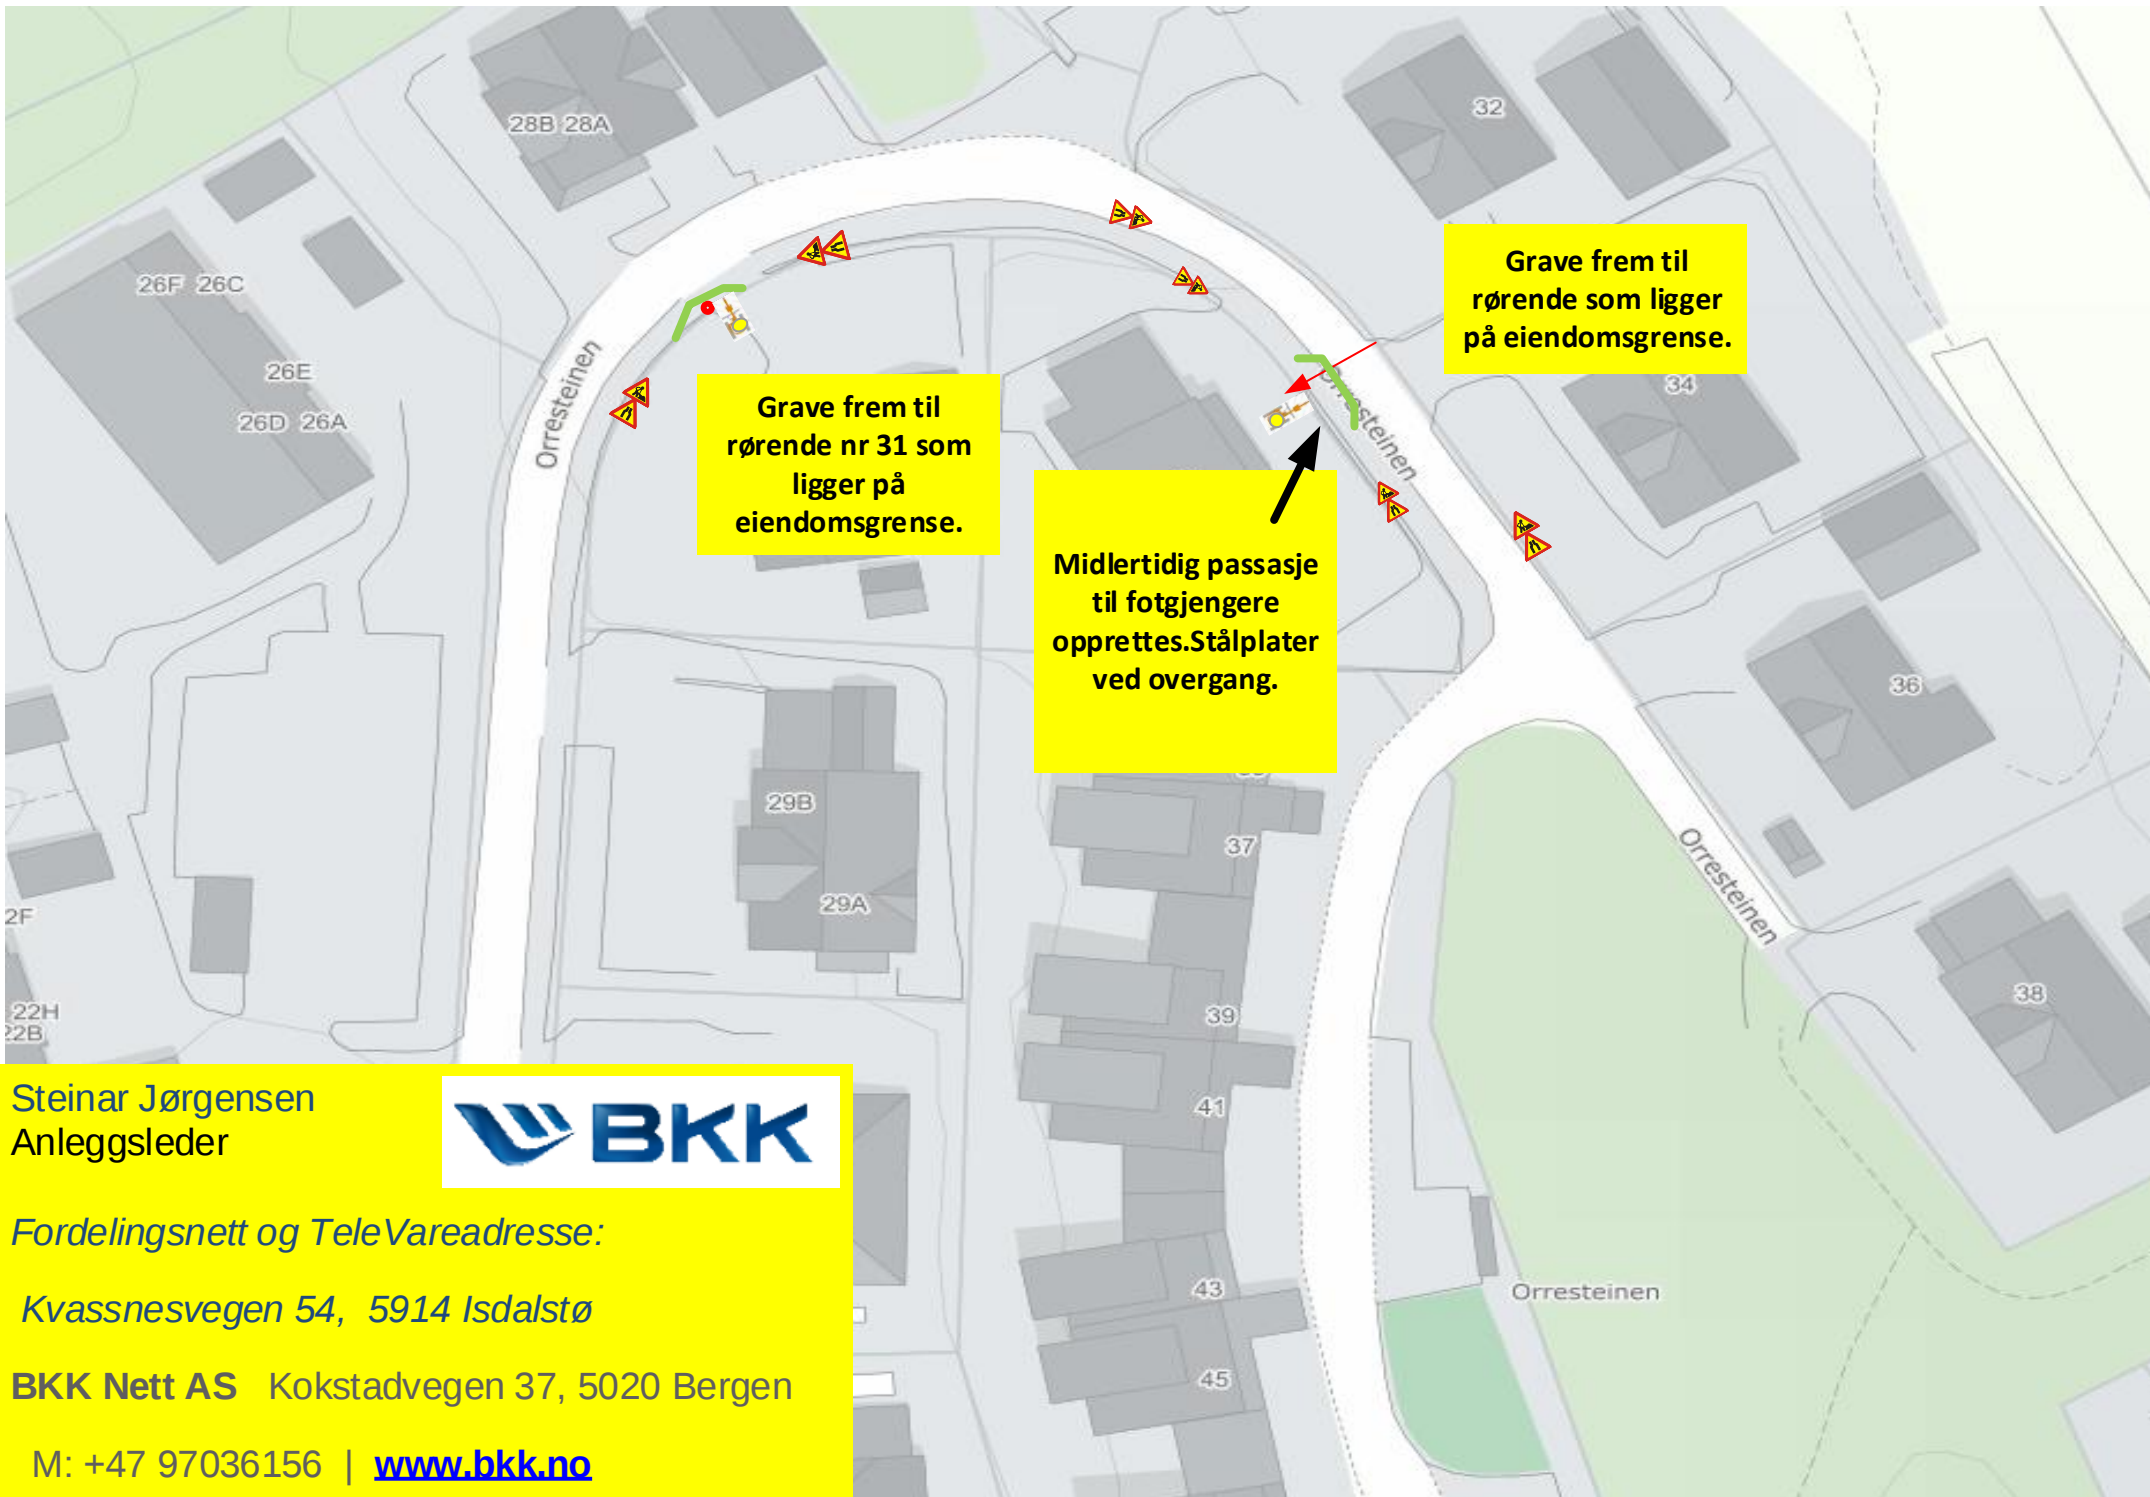 28B 28A
32
26F 26C
Grave frem til
rørende som ligger
på eiendomsgrense.
26E
26D 26A
Orresteinen
Grave frem til
rørende nr 31 som
ligger på
eiendomsgrense.
34
Orresteinen
Midlertidig passasje
til fotgjengere
opprettes.Stålplater
ved overgang.
36
29B
37
29A
Orresteinen
2F
38
22H
22B
39
41
43
45
Orresteinen
Steinar Jørgensen
Anleggsleder
BKK
Fordelingsnett og TeleVareadresse:
Kvassnesvegen 54, 5914 Isdalstø
BKK Nett AS Kokstadvegen 37, 5020 Bergen
M: +47 97036156 | www.bkk.no